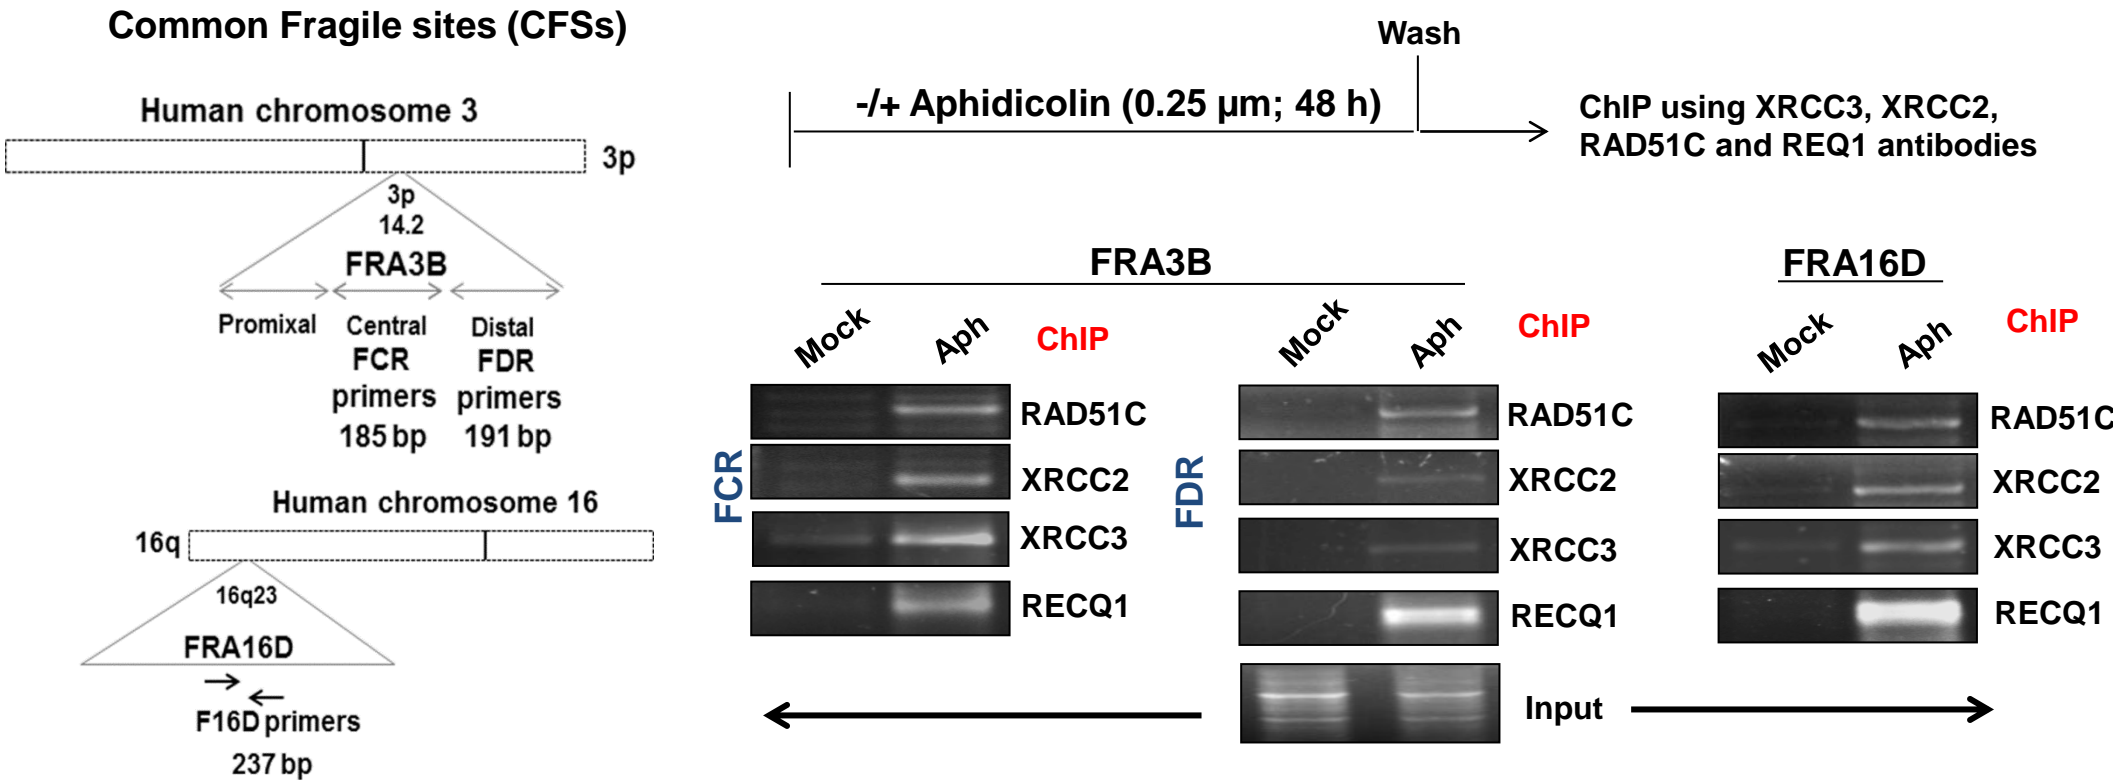 Common Fragile sites (CFSs)
Human chromosome 3
3p
3p
14.2
FRA3B
Promixal
Central
FCR
primers
185 bp
Distal
FDR
primers
191 bp
Human chromosome 16
16q
16q23
FRA16D
F16D primers
237 bp
Wash
-/+ Aphidicolin (0.25 µm; 48 h)
ChIP using XRCC3, XRCC2,
RAD51C and REQ1 antibodies
FRA3B
Mock
Aph
ChIP
FCR
RAD51C
XRCC2
XRCC3
RECQ1
Mock
Aph
ChIP
FDR
RAD51C
XRCC2
XRCC3
RECQ1
Input
FRA16D
Mock
Aph
ChIP
RAD51C
XRCC2
XRCC3
RECQ1